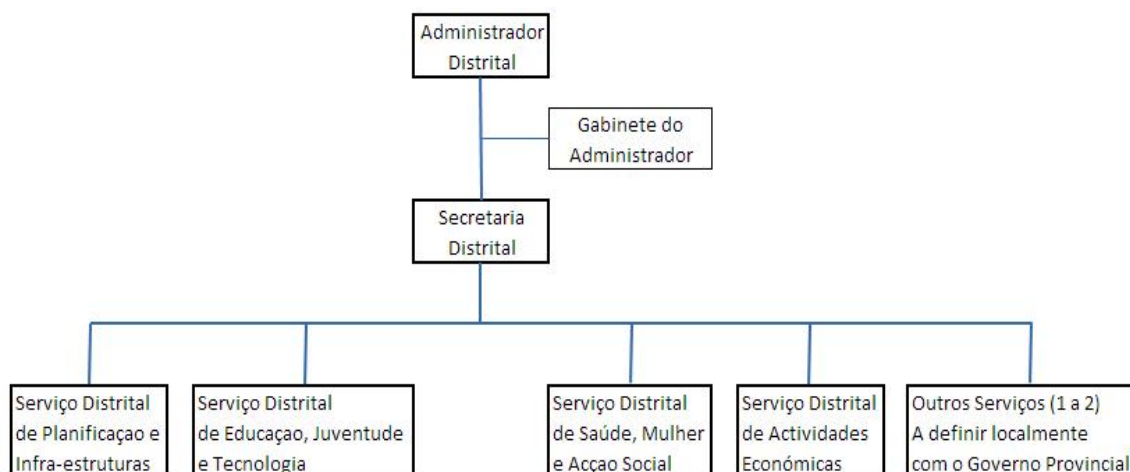 Administrador
Distrital
Gabinete do
Administrador
Secretaria
Distrital
Serviço Distrital
de Planificaçao e
Infra-estruturas
Serviço Distrital
de Educaçao, Juventude
e Tecnologia
Serviço Distrital
de Saúde, Mulher
e Acçao Social
Serviço Distrital
de Actividades
Económicas
Outros Serviços (1 a 2)
A definir localmente
com o Governo Provincial